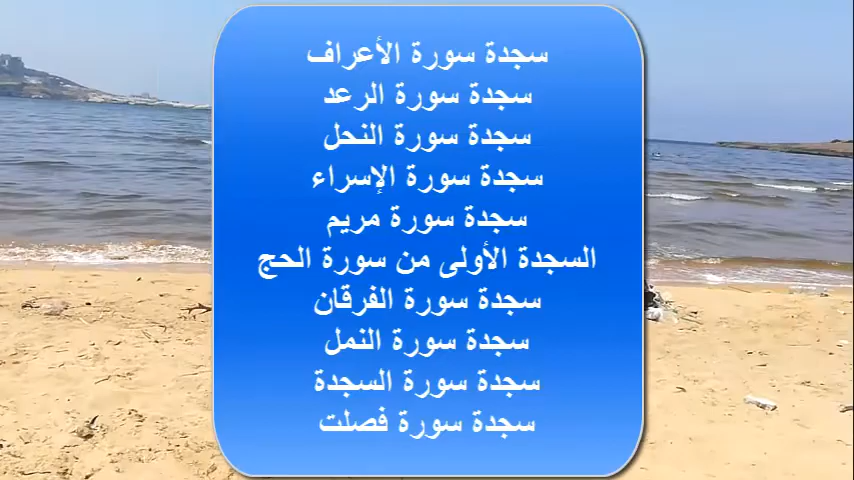 سجدة سورة الأعراف
سجدة سورة الرعد
سجدة سورة النحل
سجدة سورة الإسراء
سجدة سورة مريم
السجدة الأولى من سورة الحج
سجدة سورة الفرقان
سجدة سورة النمل
سجدة سورة السجدة
سجدة سورة فصلت